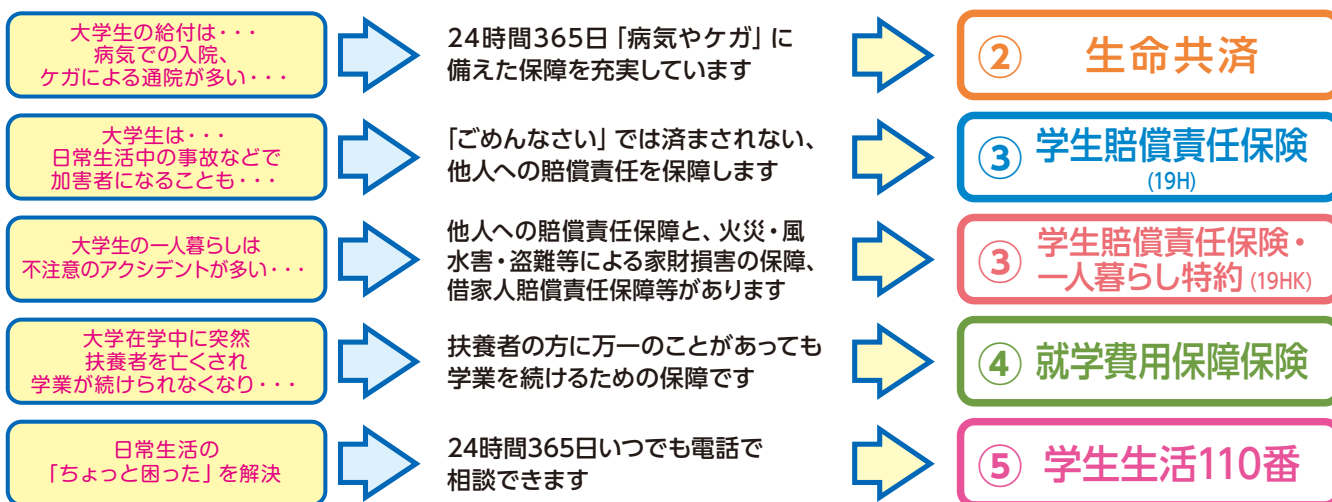 大学生の給付は・・・
病気での入院、
ケガによる通院が多い・・・
24時間365日「病気やケガ」に
備えた保障を充実しています
② 生命共済
大学生は・・・
日常生活中の事故などで
加害者になることも・・・
「ごめんなさい」では済まされない、
他人への賠償責任を保障します
③ 学生賠償責任保険
(19H)
大学生の一人暮らしは
不注意のアクシデントが多い・・・
他人への賠償責任保障と、火災・風
水害・盗難等による家財損害の保障、
借家人賠償責任保障等があります
③ 学生賠償責任保険・
一人暮らし特約 (19HK)
大学在学中に突然
扶養者を亡くされ
学業が続けられなくなり・・・
扶養者の方に万一のことがあっても
学業を続けるための保障です
④ 就学費用保障保険
日常生活の
「ちょっと困った」を解決
24時間365日いつでも電話で
相談できます
⑤ 学生生活110番